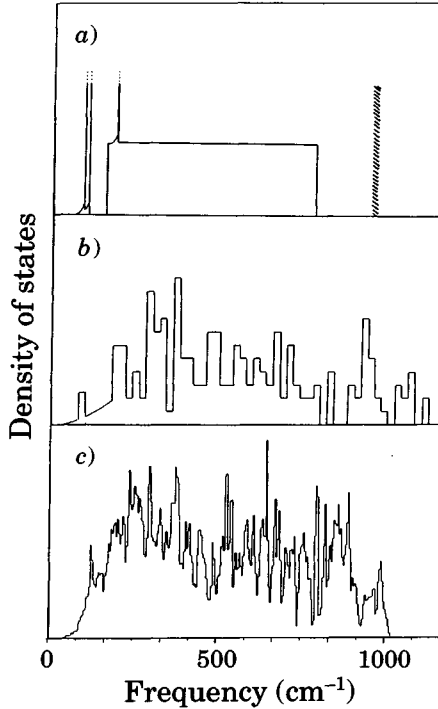 a)
b)
c)
Density of states
0 500 1000
Frequency (cm⁻¹)